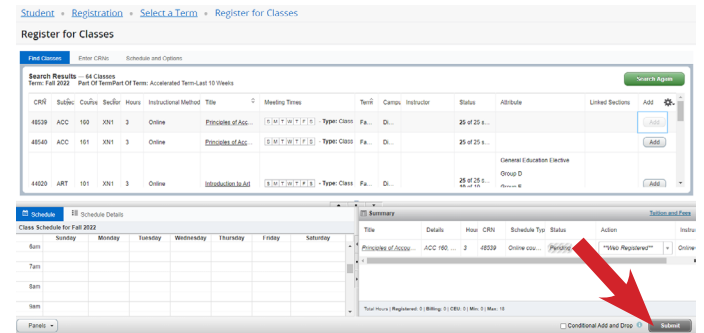 Student • Registration • Select a Term • Register for Classes
Register for Classes
Find Classes Enter CRNs Schedule and Options
Search Results — 64 Classes
Term: Fall 2022 Part Of TermPart Of Term: Accelerated Term-Last 10 Weeks
Search Again
CRN Subjec Course Section Hours Instructional Method Title Meeting Times Term Campu Instructor Status Attribute Linked Sections Add
48539 ACC 160 XN1 3 Online Principles of Acc... S M T W T F S - Type: Class Fa... Di... 25 of 25 s... Add
48540 ACC 161 XN1 3 Online Principles of Acc... S M T W T F S - Type: Class Fa... Di... 25 of 25 s... Add
General Education Elective
Group D
44020 ART 101 XN1 3 Online Introduction to Art S M T W T F S - Type: Class Fa... Di... 25 of 25 s... Add
Schedule Schedule Details
Class Schedule for Fall 2022
Sunday Monday Tuesday Wednesday Thursday Friday Saturday
6am
7am
8am
9am
Summary Tuition and Fees
Title Details Hour CRN Schedule Typ Status Action Instru
Principles of Accou... ACC 160, ... 3 48539 Online cou... Pending **Web Registered** Online
Total Hours | Registered: 0 | Billing: 0 | CEU: 0 | Min: 0 | Max: 18
Panels Conditional Add and Drop Submit